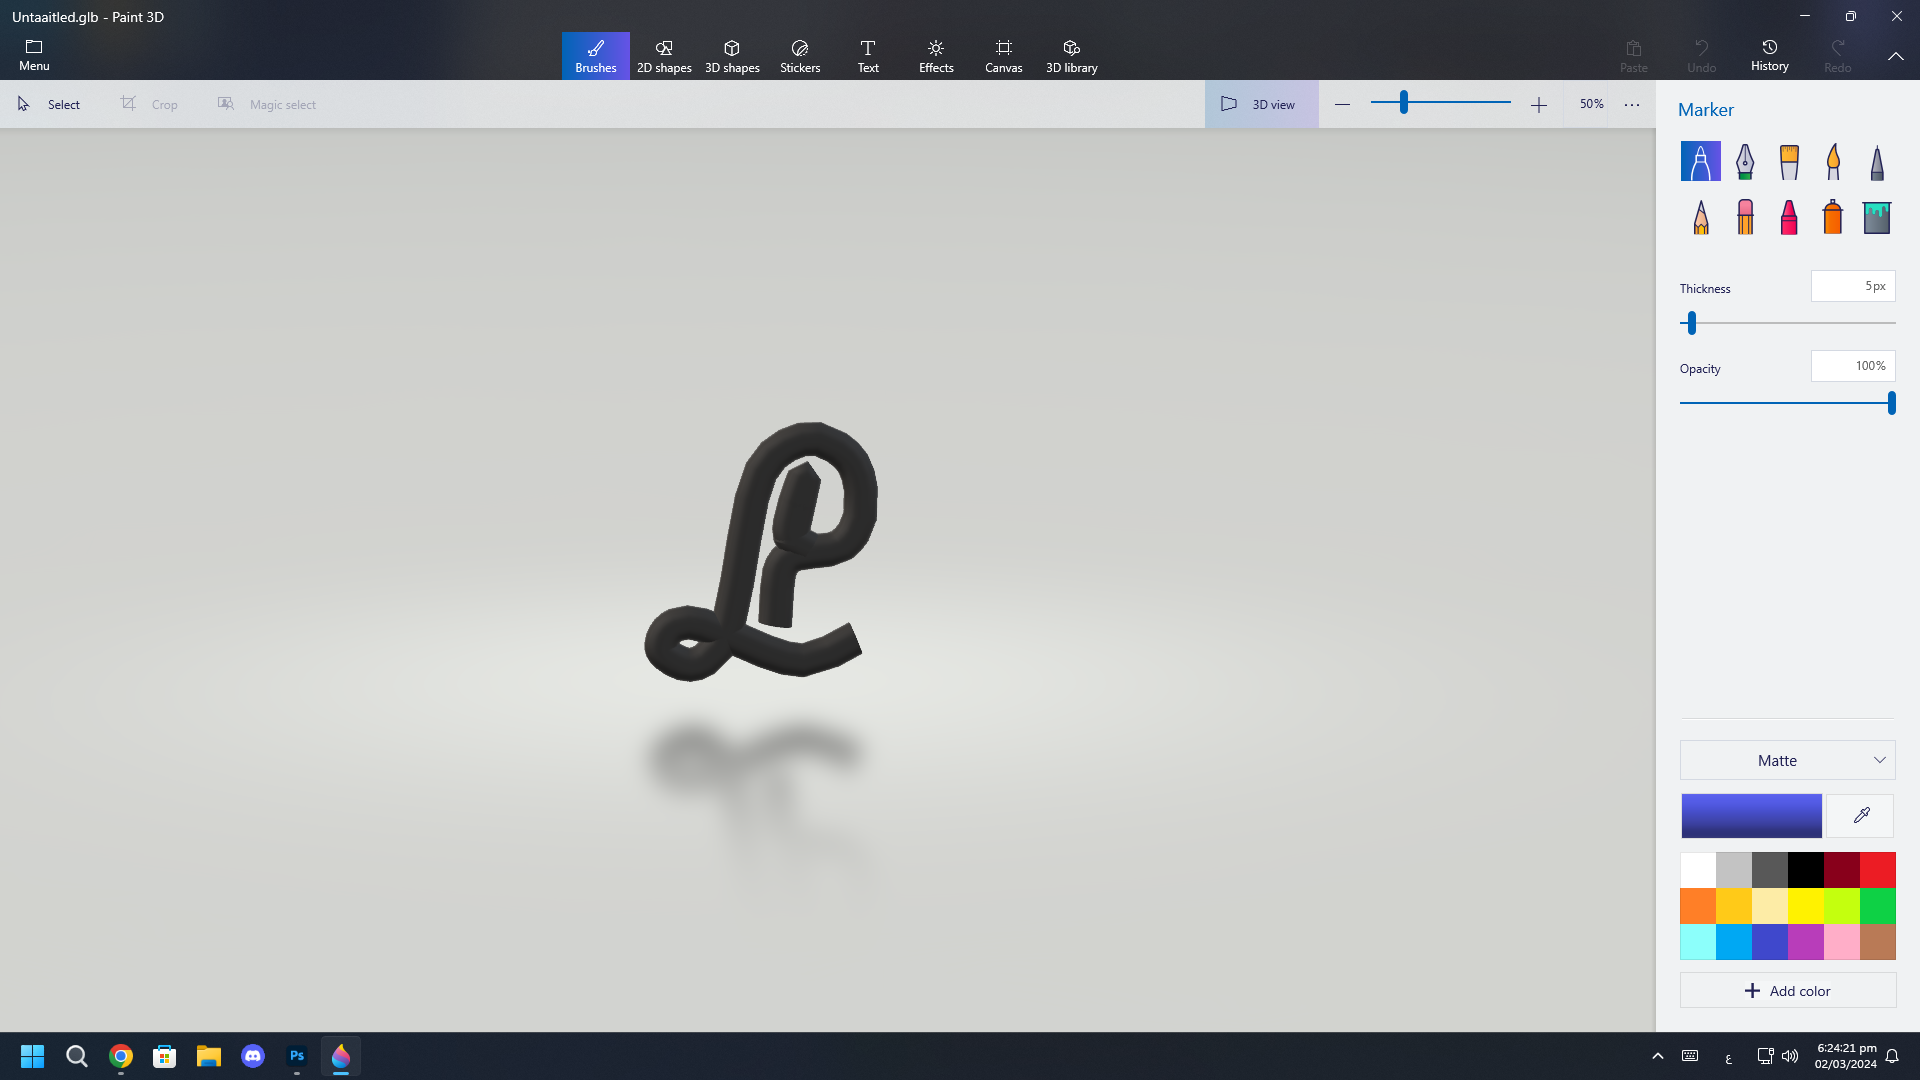 Untaaitled.glb - Paint 3D
Menu
Brushes
2D shapes
3D shapes
Stickers
Text
Effects
Canvas
3D library
Paste
Undo
History
Redo
Select
Crop
Magic select
3D view
50%
Marker
Thickness
5px
Opacity
100%
Matte
Add color
Ps
ع
6:24:21 pm
02/03/2024